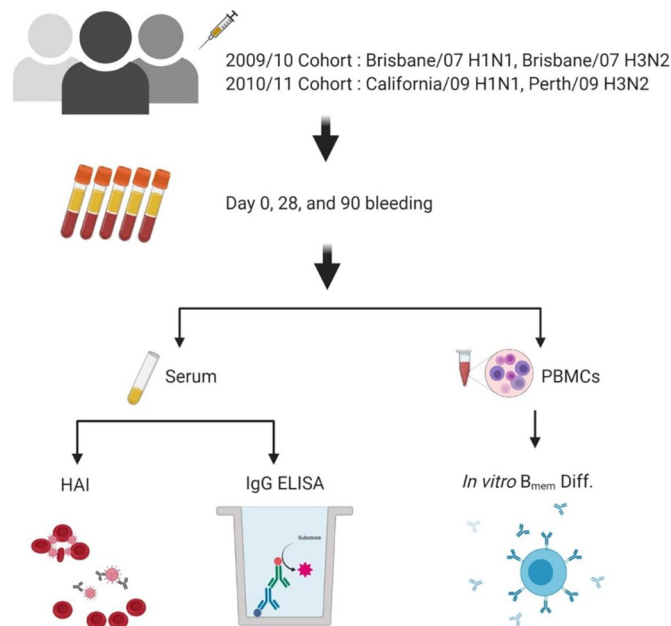 2009/10 Cohort : Brisbane/07 H1N1, Brisbane/07 H3N2
2010/11 Cohort : California/09 H1N1, Perth/09 H3N2
Day 0, 28, and 90 bleeding
Serum
PBMCs
HAI
IgG ELISA
In vitro Bmem Diff.
Substrate